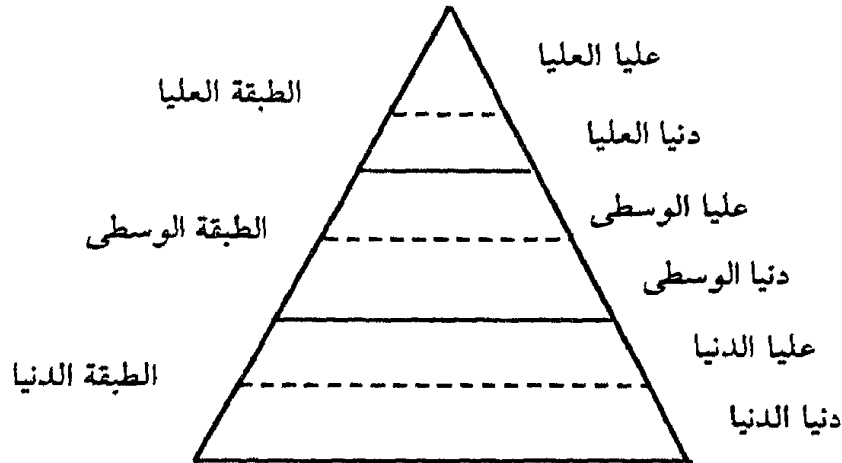 عليا العليا
الطبقة العليا
دنيا العليا
عليا الوسطى
الطبقة الوسطى
دنيا الوسطى
عليا الدنيا
الطبقة الدنيا
دنيا الدنيا